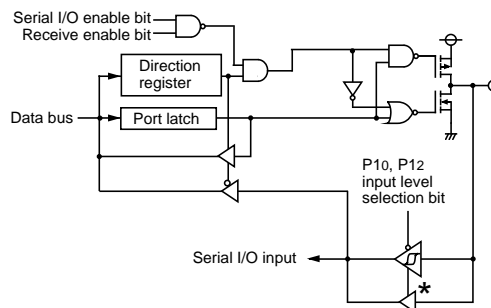 Serial I/O enable bit
Receive enable bit
Direction
register
Data bus
Port latch
P10, P12
input level
selection bit
Serial I/O input
*